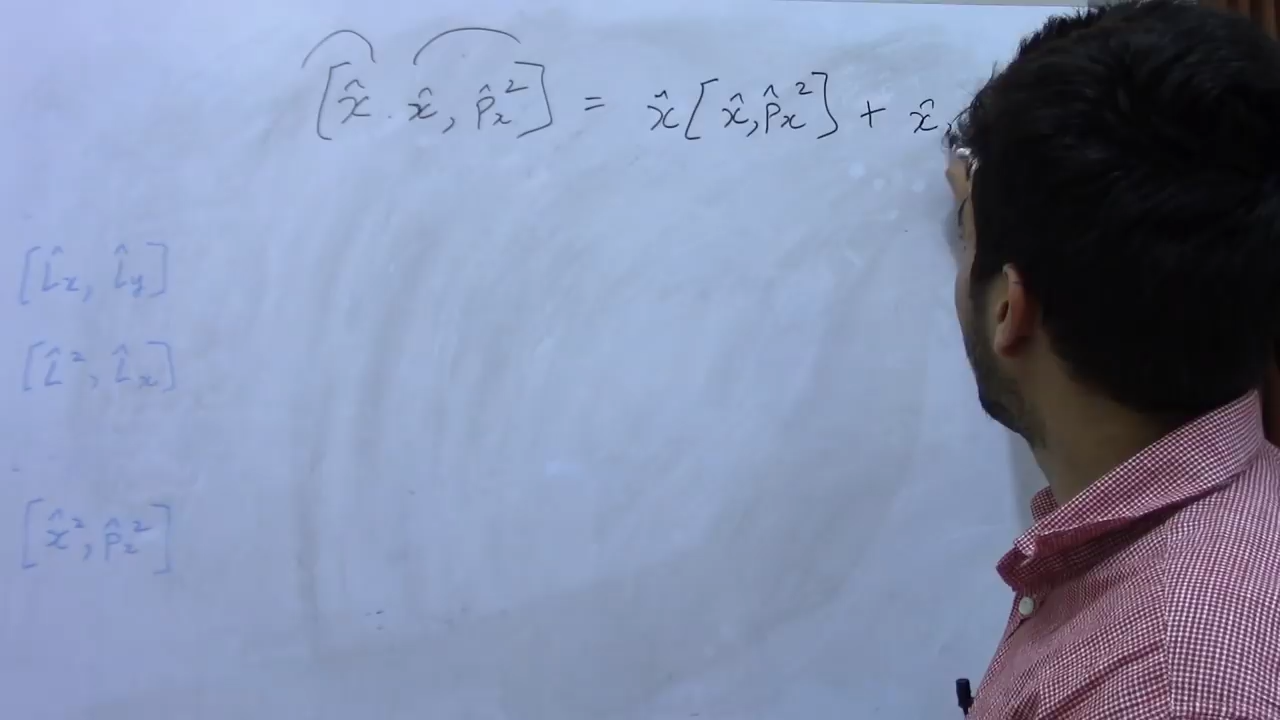 [x̂ . x̂, p̂ₓ²] = x̂[x̂, p̂ₓ²] + x̂,
[L̂ₓ, L̂ᵧ]
[L̂², L̂ₓ]
[x̂², p̂ₓ²]